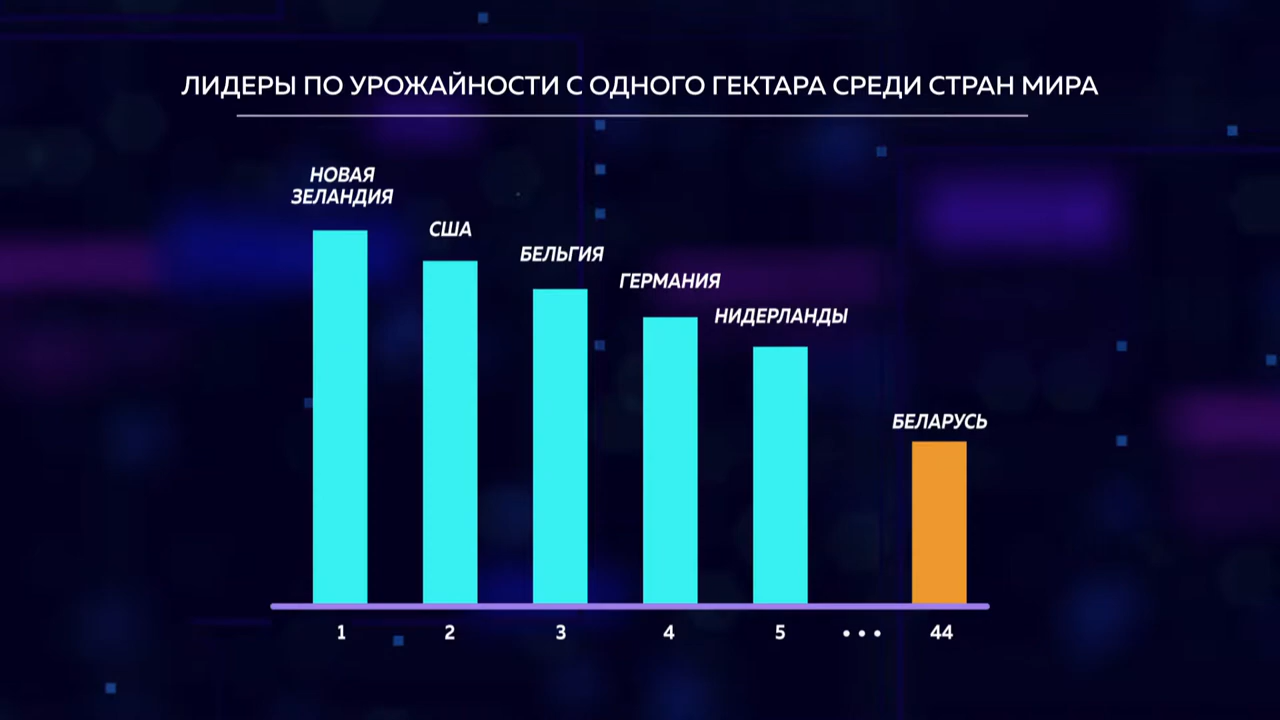 ЛИДЕРЫ ПО УРОЖАЙНОСТИ С ОДНОГО ГЕКТАРА СРЕДИ СТРАН МИРА
НОВАЯ
ЗЕЛАНДИЯ
США
БЕЛЬГИЯ
ГЕРМАНИЯ
НИДЕРЛАНДЫ
БЕЛАРУСЬ
1 2 3 4 5 ... 44